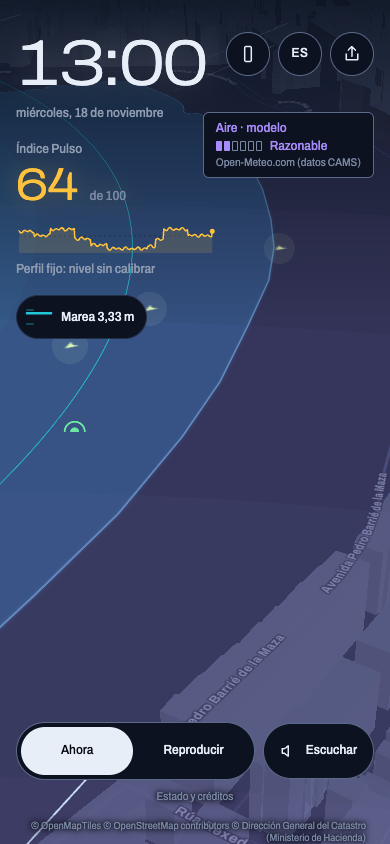 13:00
ES
miércoles, 18 de noviembre
Aire · modelo
Razonable
Open-Meteo.com (datos CAMS)
Índice Pulso
64 de 100
Perfil fijo: nivel sin calibrar
Marea 3,33 m
Avenida Pedro Barrié de la Maza
edro Barrié de la Maza
Ahora
Reproducir
Escuchar
Estado y créditos
© OpenMapTiles © OpenStreetMap contributors © Dirección General del Catastro
(Ministerio de Hacienda)